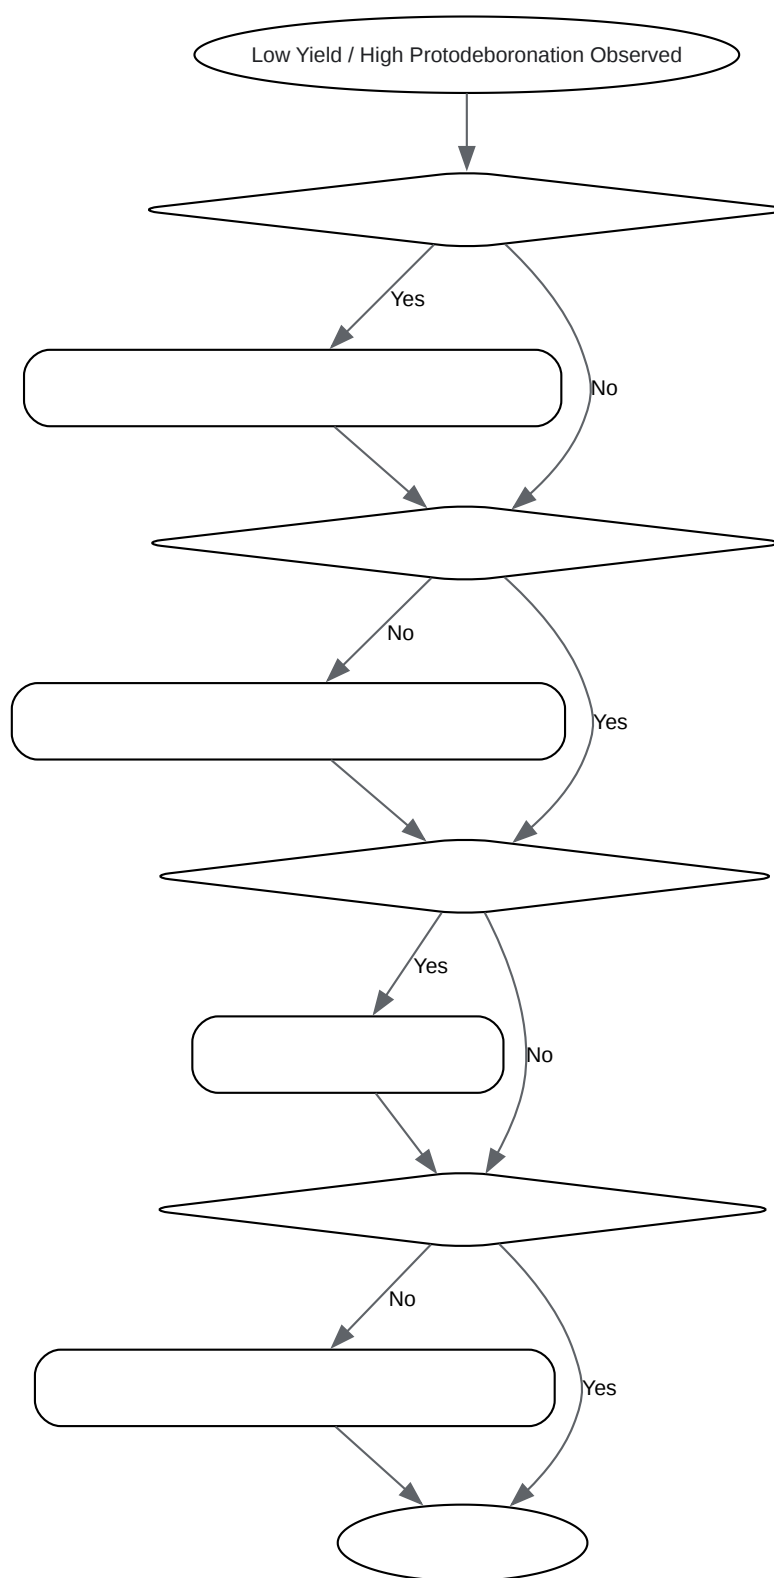 Low Yield / High Protodeboronation Observed
Yes
No
No
Yes
Yes
No
No
Yes